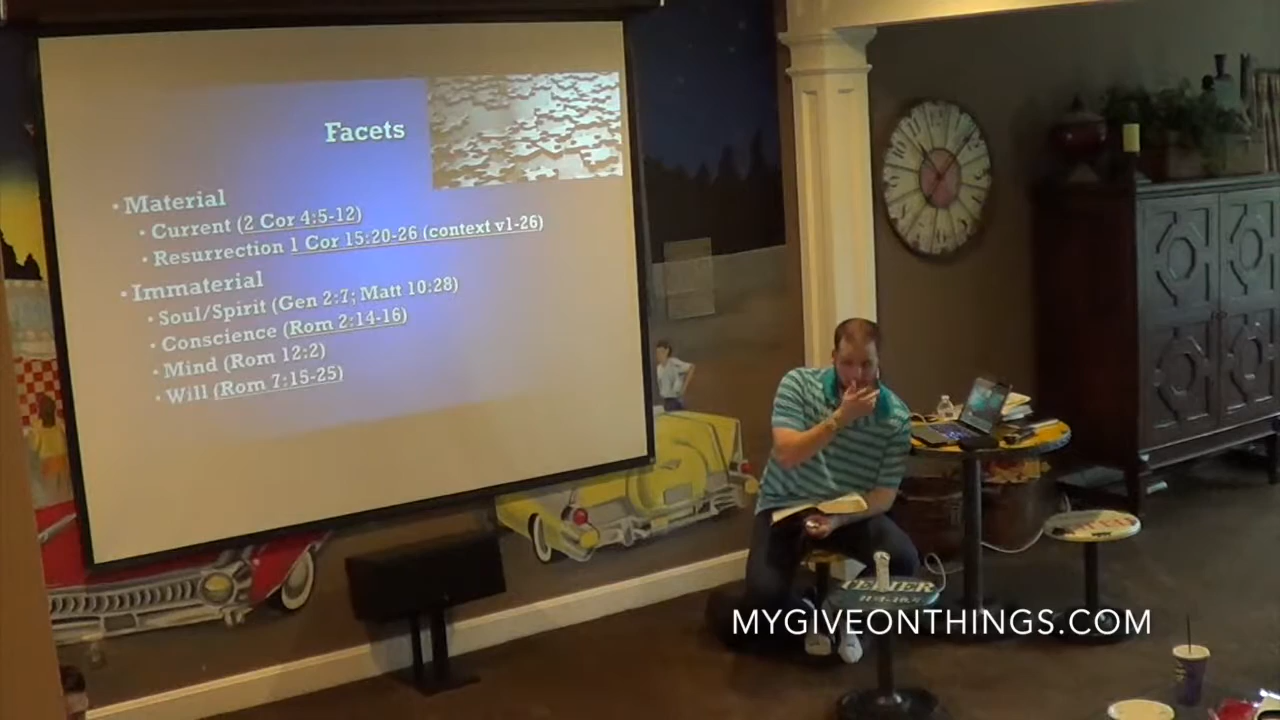 Facets
• Material
• Current (2 Cor 4:5-12)
• Resurrection 1 Cor 15:20-26 (context v1-26)
• Immaterial
• Soul/Spirit (Gen 2:7; Matt 10:28)
• Conscience (Rom 2:14-16)
• Mind (Rom 12:2)
• Will (Rom 7:15-25)
MYGIVEONTHINGS.COM